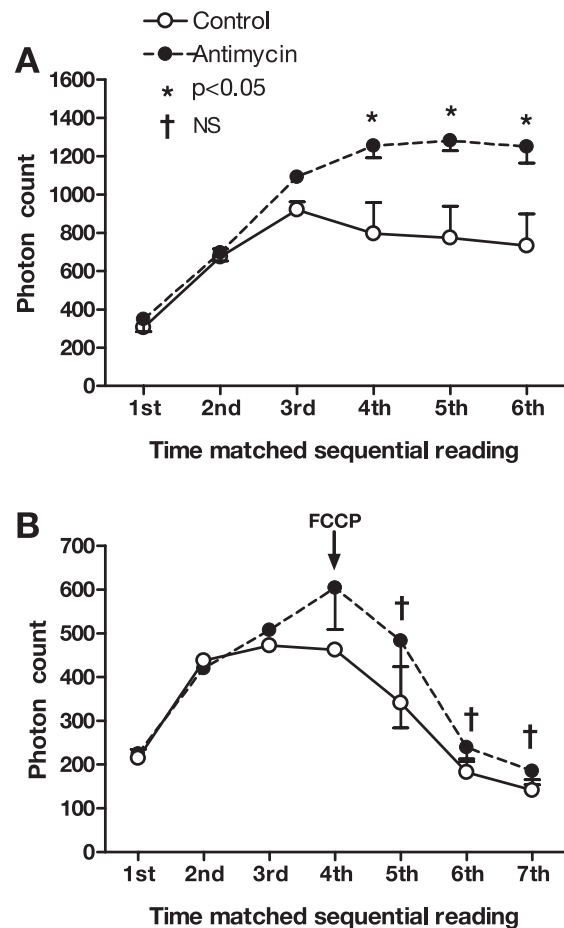 Control
Antimycin
* p<0.05
† NS
A
1600
1400
1200
1000
800
600
400
200
0
Photon count
* * *
1st 2nd 3rd 4th 5th 6th
Time matched sequential reading
B
FCCP
700
600
500
400
300
200
100
0
Photon count
† † †
1st 2nd 3rd 4th 5th 6th 7th
Time matched sequential reading